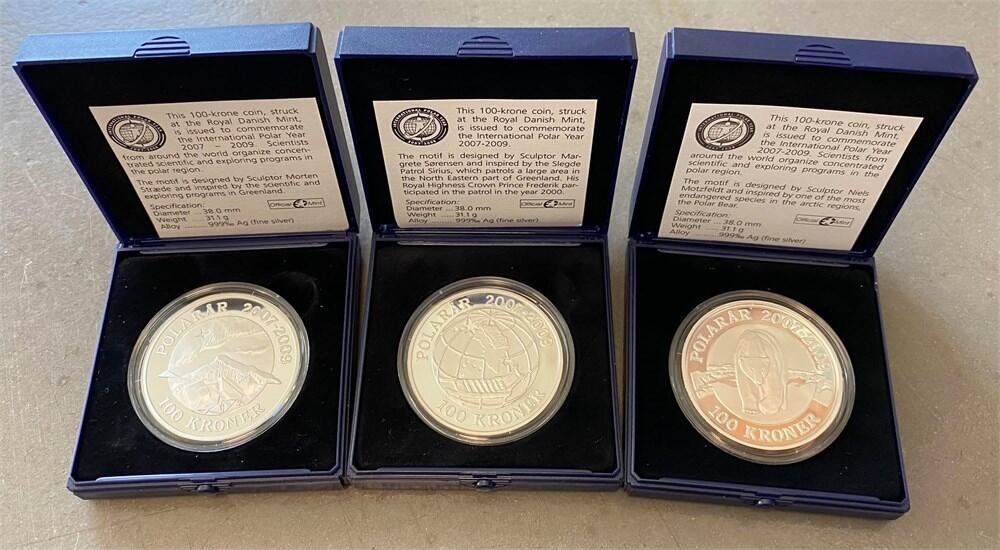 This 100-krone coin, struck
at the Royal Danish Mint,
is issued to commemorate
the International Polar Year
2007 – 2009. Scientists
from around the world organize concentrated
scientific and exploring programs in the
polar region.
The motif is designed by Sculptor Morten
Stræde and inspired by the scientific and
exploring programs in Greenland.
Specification:
Diameter ... 38.0 mm
Weight ..... 31.1 g
Alloy ........ 999‰ Ag (fine silver)
Official Mint
POLARÅR 2007-2009
100 KRONER
This 100-krone coin, struck
at the Royal Danish Mint,
is issued to commemorate
the International Polar Year
2007-2009.
The motif is designed by Sculptor Mar-
grete Sørensen and inspired by the Slegde
Patrol Sirius, which patrols a large area in
the North Eastern part of Greenland. His
Royal Highness Crown Prince Frederik par-
ticipated in the patrol in the year 2000.
Specification:
Diameter .... 38.0 mm
Weight ...... 31.1 g
Alloy ......... 999‰ Ag (fine silver)
Official Mint
POLARÅR 2007-2009
100 KRONER
This 100-krone coin, struck
at the Royal Danish Mint,
is issued to commemorate
the International Polar Year
2007-2009. Scientists from
around the world organize concentrated
scientific and exploring programs in the
polar region.
The motif is designed by Sculptor Niels
Motzfeldt and inspired by one of the most
endangered species in the arctic regions,
the Polar Bear.
Specification:
Diameter .... 38.0 mm
Weight ...... 31.1 g
Alloy ......... 999‰ Ag (fine silver)
Official Mint
POLARÅR
100 KRONER